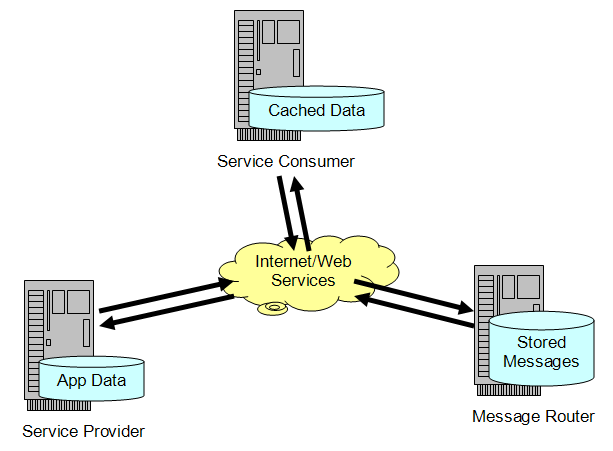 Cached Data
Service Consumer
Internet/Web
Services
App Data
Service Provider
Stored
Messages
Message Router